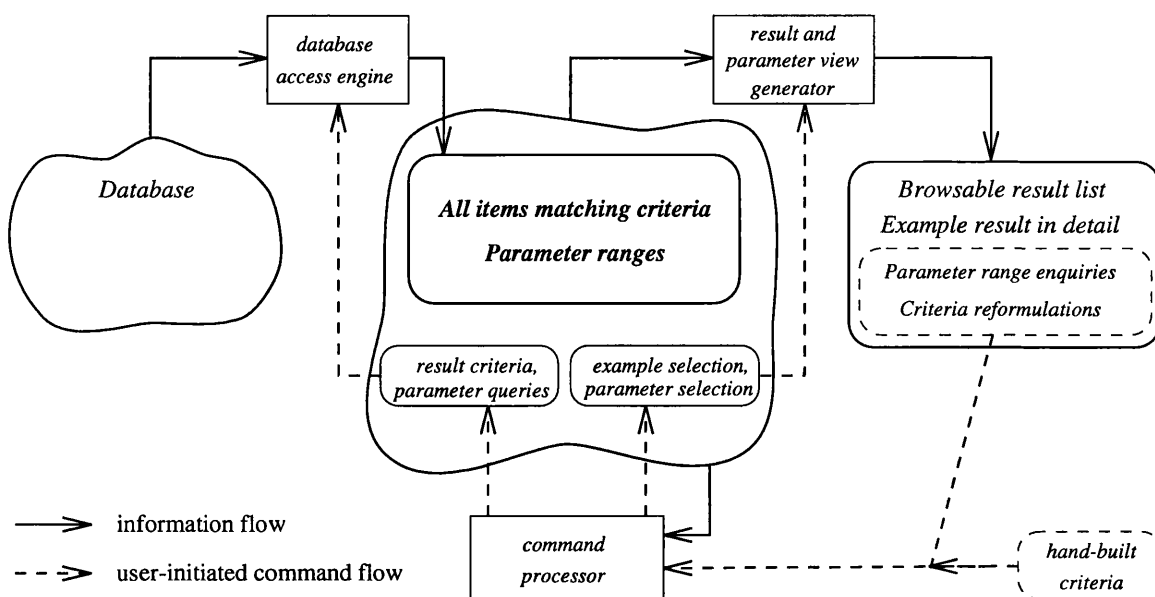 database
access engine
result and
parameter view
generator
Database
All items matching criteria
Parameter ranges
Browsable result list
Example result in detail
Parameter range enquiries
Criteria reformulations
result criteria,
parameter queries
example selection,
parameter selection
information flow
user-initiated command flow
command
processor
hand-built
criteria